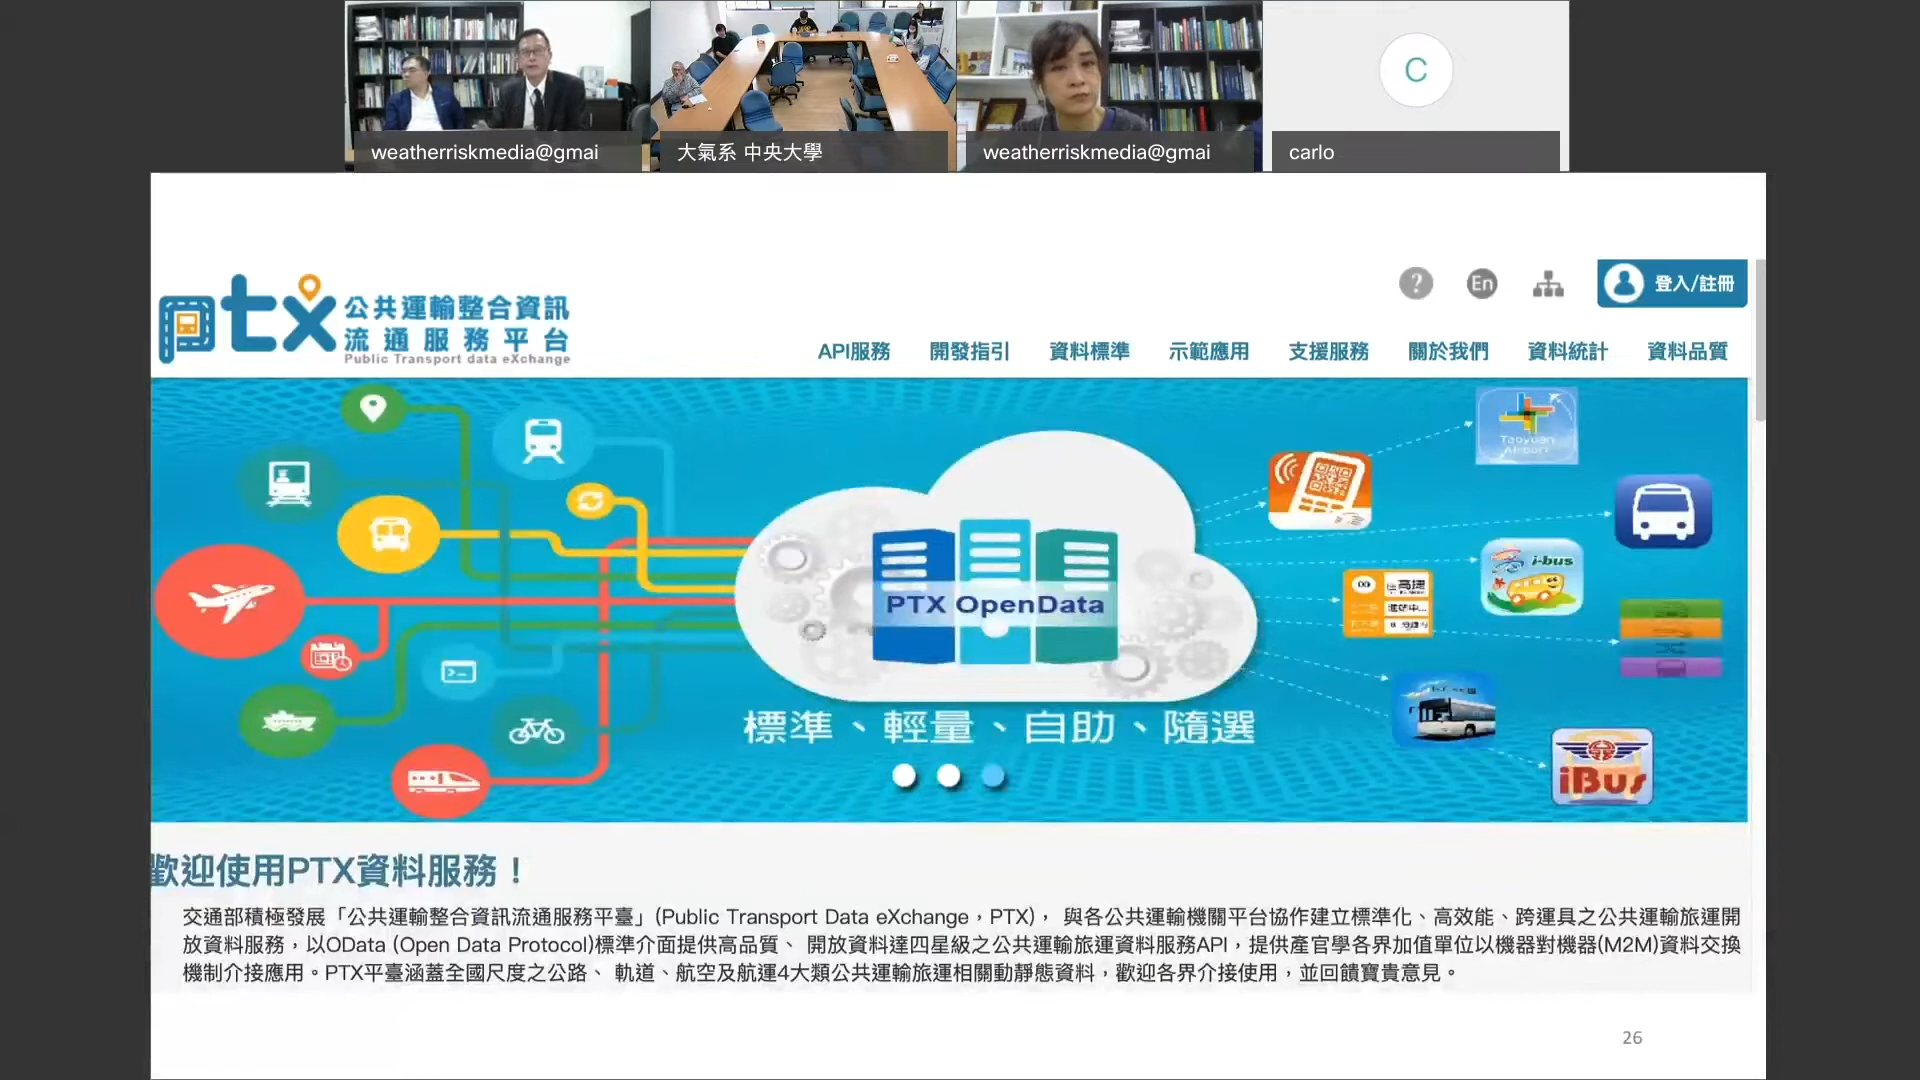 weatherriskmedia@gmai
大氣系 中央大學
weatherriskmedia@gmai
C
carlo
ptx 公共運輸整合資訊
流通服務平台
Public Transport data eXchange
? En 登入/註冊
API服務 開發指引 資料標準 示範應用 支援服務 關於我們 資料統計 資料品質
Taoyuan
Airport
i-bus
高捷
進站中...
PTX OpenData
標準、輕量、自助、隨選
iBus
歡迎使用PTX資料服務！
交通部積極發展「公共運輸整合資訊流通服務平臺」(Public Transport Data eXchange，PTX)， 與各公共運輸機關平台協作建立標準化、高效能、跨運具之公共運輸旅運開
放資料服務，以OData (Open Data Protocol)標準介面提供高品質、 開放資料達四星級之公共運輸旅運資料服務API，提供產官學各界加值單位以機器對機器(M2M)資料交換
機制介接應用。PTX平臺涵蓋全國尺度之公路、 軌道、航空及航運4大類公共運輸旅運相關動靜態資料，歡迎各界介接使用，並回饋寶貴意見。
26